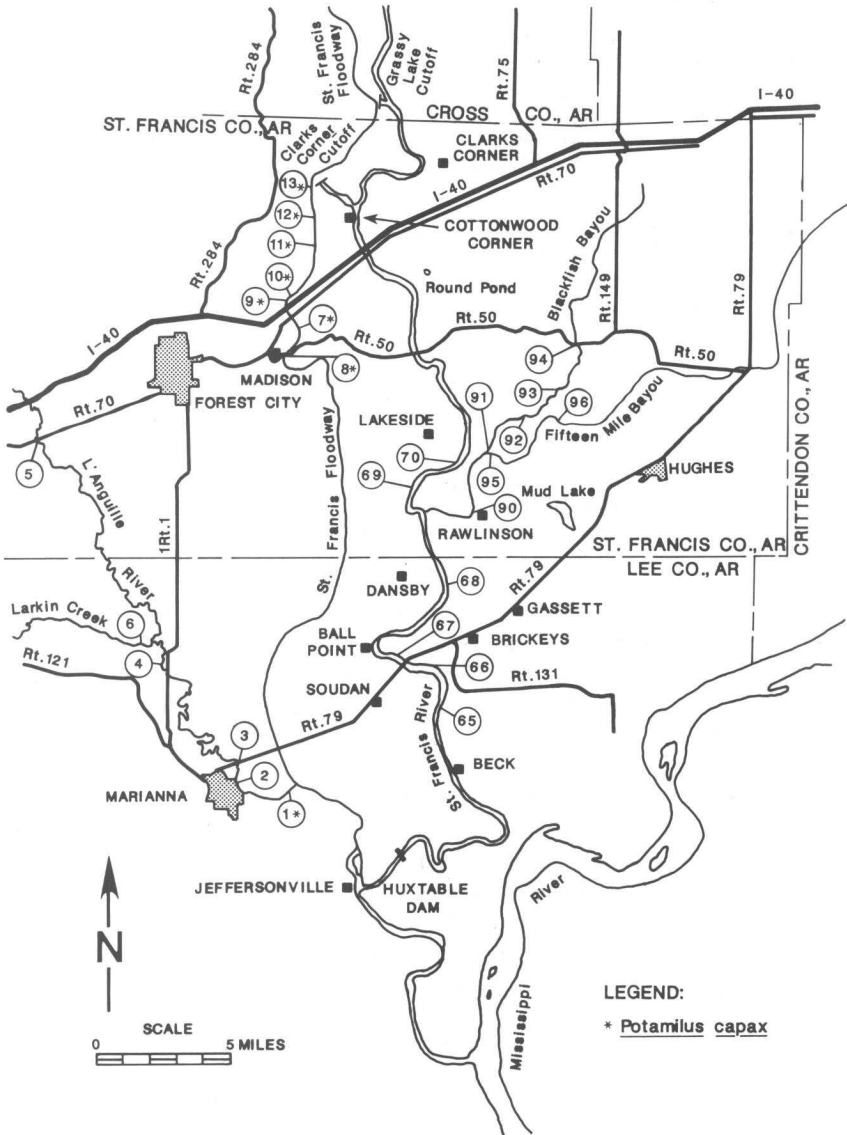 Rt.284
St. Francis
Floodway
Grassy
Lake
Cutoff
Rt.75
I-40
CROSS CO., AR
ST. FRANCIS CO., AR
Clarks
Corner
Cutoff
CLARKS
CORNER
I-40
Rt.70
13*
12*
COTTONWOOD
CORNER
11*
Rt.284
10*
9*
Round Pond
Blackfish Bayou
Rt.149
Rt.79
7*
Rt.50
Rt.50
I-40
MADISON
8*
94
Rt.50
FOREST CITY
93
91
96
Rt.70
LAKESIDE
92
Fifteen Mile Bayou
5
70
69
95
HUGHES
L'Anguille
River
St. Francis Floodway
Mud Lake
90
RAWLINSON
1Rt.1
CRITTENDON CO., AR
ST. FRANCIS CO., AR
LEE CO., AR
DANSBY
68
Rt.79
Larkin Creek
6
67
GASSETT
BALL
POINT
BRICKEYS
4
66
Rt.121
SOUDAN
Rt.131
Rt.79
65
3
St. Francis River
BECK
2
MARIANNA
1*
JEFFERSONVILLE
HUXTABLE
DAM
Mississippi
River
N
SCALE
0
5 MILES
LEGEND:
* Potamilus capax